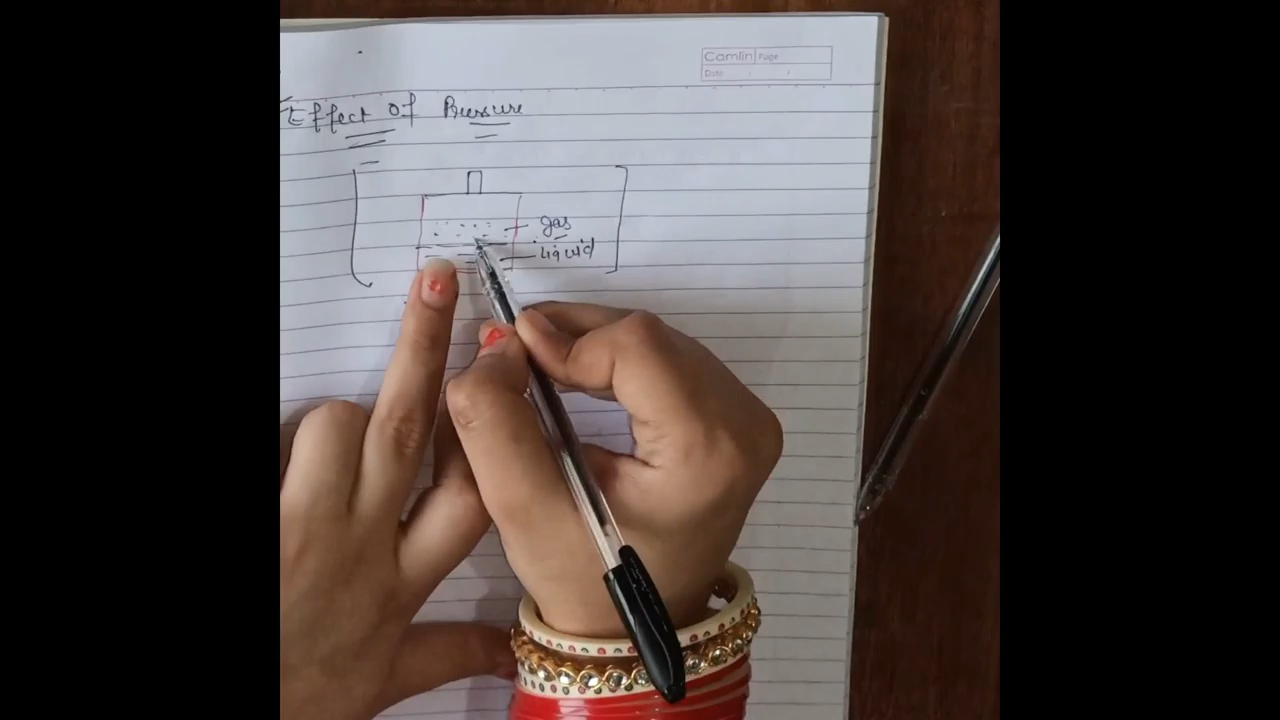 Camlin Page
Date / /
Effect Of Pressure
gas
Liquid